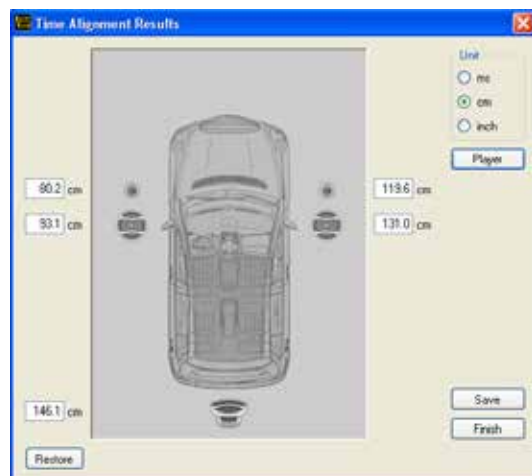 Time Alignment Results
Unit
ms
cm
inch
Player
80.2 cm
119.6 cm
93.1 cm
131.0 cm
146.1 cm
Save
Finish
Restore